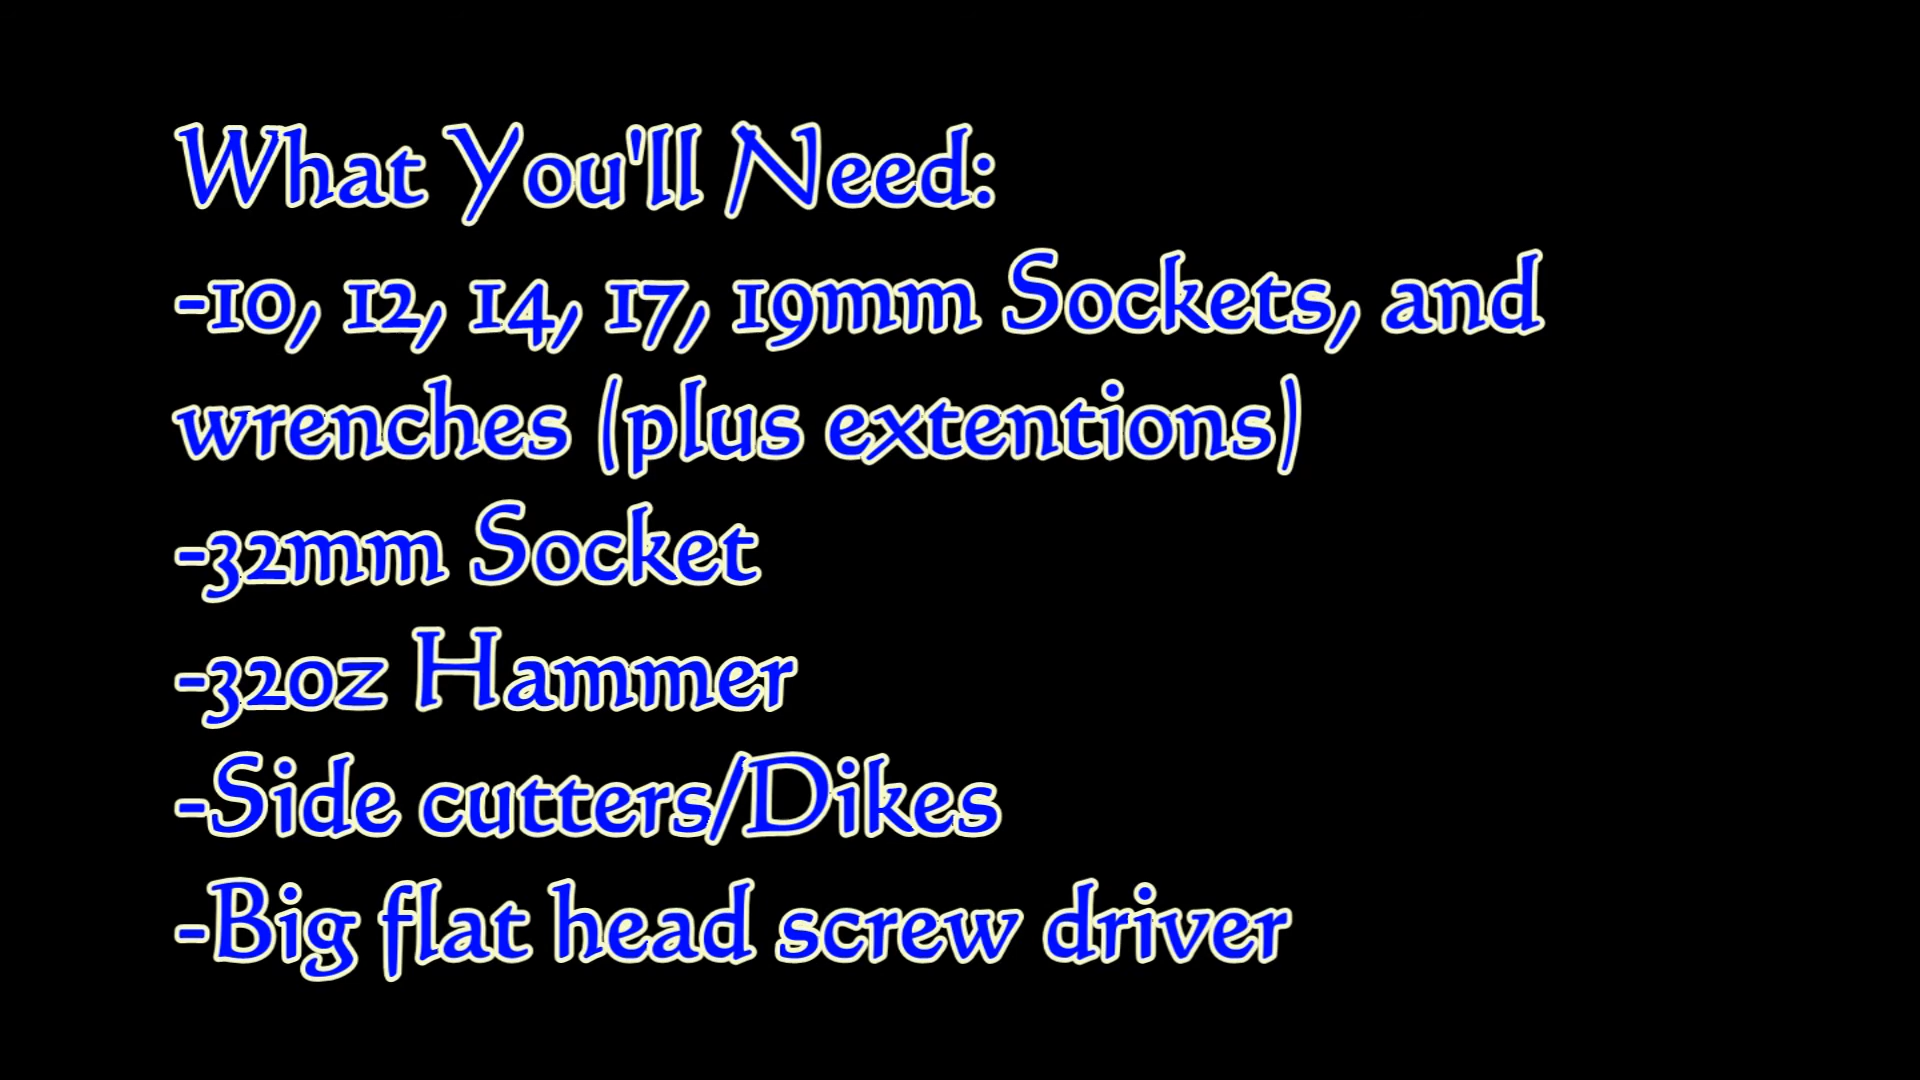 What You'll Need:
-10, 12, 14, 17, 19mm Sockets, and
wrenches (plus extentions)
-32mm Socket
-32oz Hammer
-Side cutters/Dikes
-Big flat head screw driver